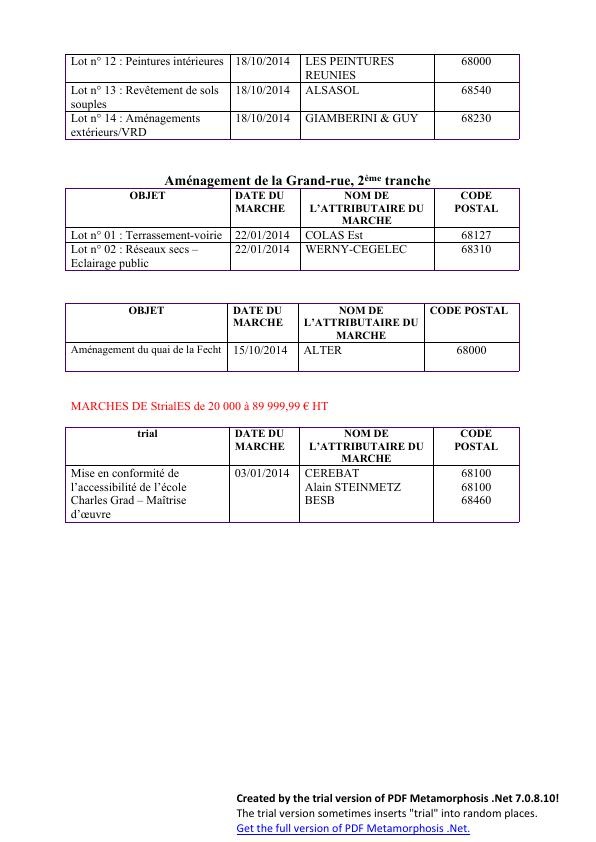 Lot n° 12 : Peintures intérieures 18/10/2014 LES PEINTURES 68000
REUNIES
Lot n° 13 : Revêtement de sols 18/10/2014 ALSASOL 68540
souples
Lot n° 14 : Aménagements 18/10/2014 GIAMBERINI & GUY 68230
extérieurs/VRD
Aménagement de la Grand-rue, 2ème tranche
OBJET DATE DU NOM DE CODE
MARCHE L’ATTRIBUTAIRE DU POSTAL
MARCHE
Lot n° 01 : Terrassement-voirie 22/01/2014 COLAS Est 68127
Lot n° 02 : Réseaux secs – 22/01/2014 WERNY-CEGELEC 68310
Eclairage public
OBJET DATE DU NOM DE CODE POSTAL
MARCHE L’ATTRIBUTAIRE DU
MARCHE
Aménagement du quai de la Fecht 15/10/2014 ALTER 68000
MARCHES DE StrialES de 20 000 à 89 999,99 € HT
trial DATE DU NOM DE CODE
MARCHE L’ATTRIBUTAIRE DU POSTAL
MARCHE
Mise en conformité de 03/01/2014 CEREBAT 68100
l’accessibilité de l’école Alain STEINMETZ 68100
Charles Grad – Maîtrise BESB 68460
d’œuvre
Created by the trial version of PDF Metamorphosis .Net 7.0.8.10!
The trial version sometimes inserts "trial" into random places.
Get the full version of PDF Metamorphosis .Net.